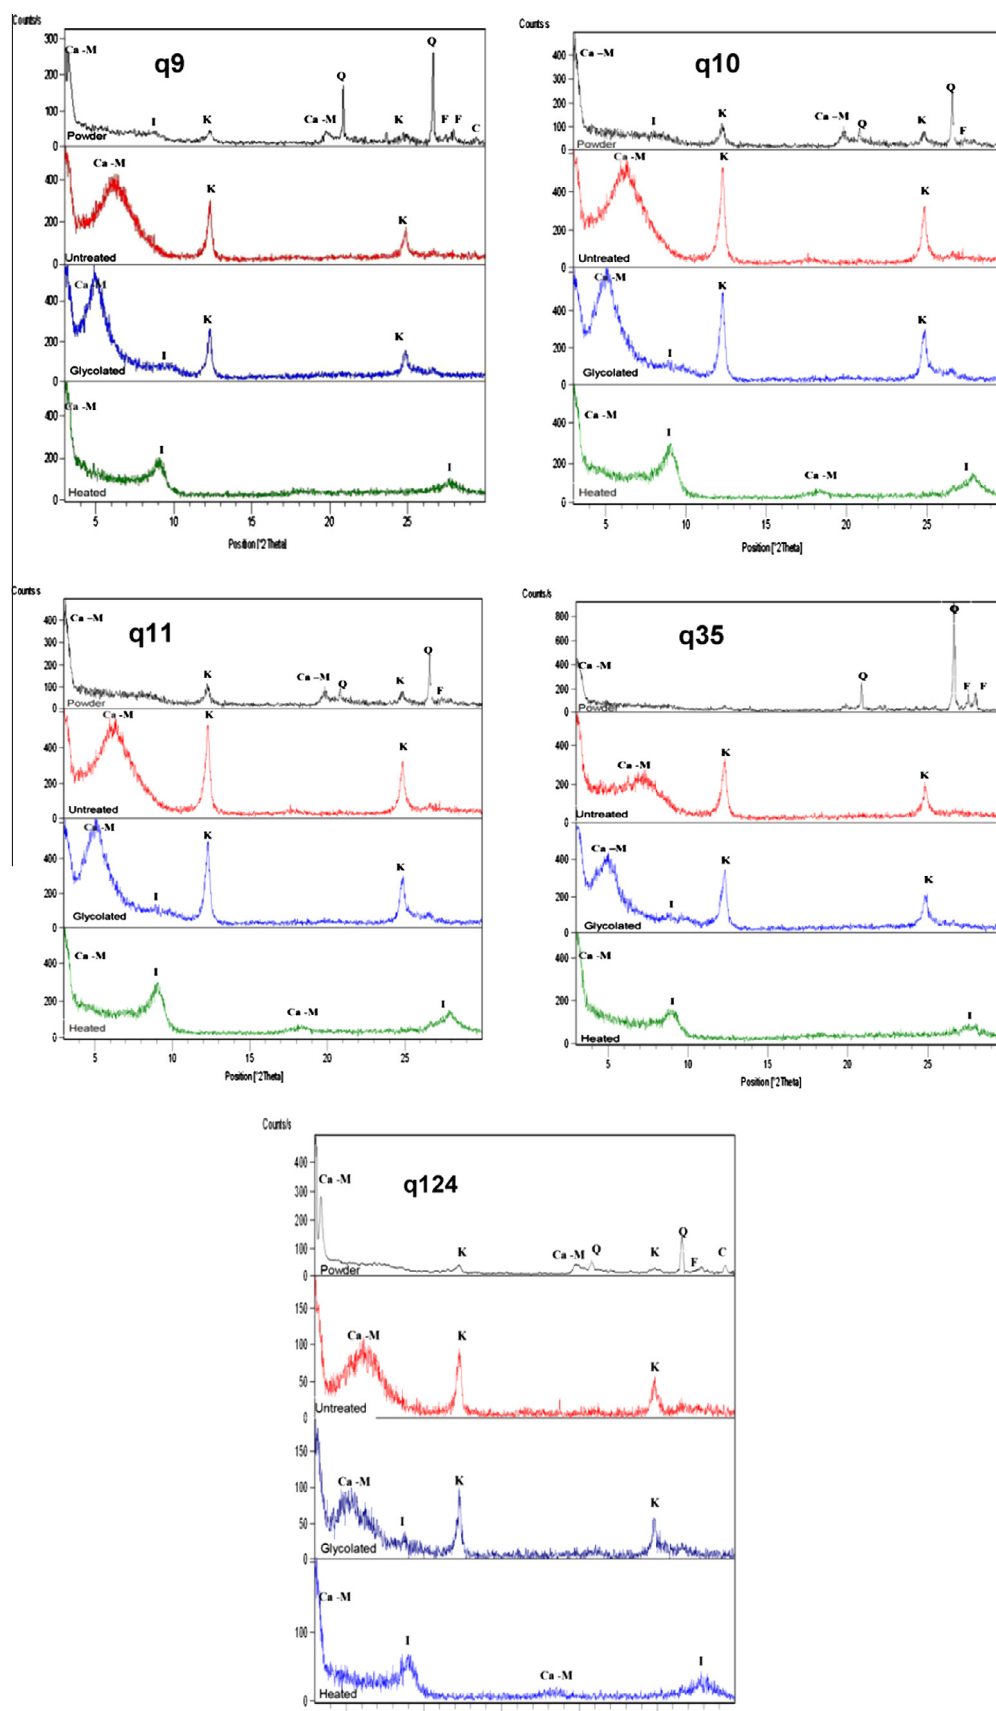 Counts/s
q9
300
Ca -M
Q
200
Q
100
I
K
Ca -M
K
F F
C
0
Powder
Ca -M
400
K
K
200
0
Untreated
Ca -M
400
K
K
200
I
0
Glycolated
Ca -M
400
I
I
200
0
Heated
5 10 15 20 25
Position [°2Theta]
Counts s
q10
400
Ca –M
300
Q
200
K
Ca –M
Q
K
100
I
F
0
Powder
Ca -M
K
K
400
200
0
Untreated
Ca -M
K
K
400
200
I
0
Glycolated
400
Ca -M
I
I
200
Ca -M
0
Heated
5 10 15 20 25
Position [°2Theta]
Counts s
q11
400
Ca –M
300
Q
200
K
Ca –M
Q
K
100
F
0
Powder
Ca -M
K
K
400
200
0
Untreated
Ca -M
K
K
400
200
I
0
Glycolated
Ca -M
400
I
I
200
Ca -M
0
Heated
5 10 15 20 25
Position [°2Theta]
Counts/s
q35
800
Q
600
400
Ca -M
Q
F F
200
0
Powder
400
Ca -M
K
K
200
0
Untreated
Ca –M
K
K
400
200
I
0
Glycolated
Ca -M
400
I
I
200
0
Heated
5 10 15 20 25
Position [°2Theta]
Counts/s
q124
400
Ca -M
300
200
Q
100
K
Ca -M
Q
K
F
C
0
Powder
150
Ca -M
K
K
100
50
0
Untreated
150
Ca -M
K
K
100
50
I
0
Glycolated
Ca -M
100
I
I
Ca -M
0
Heated